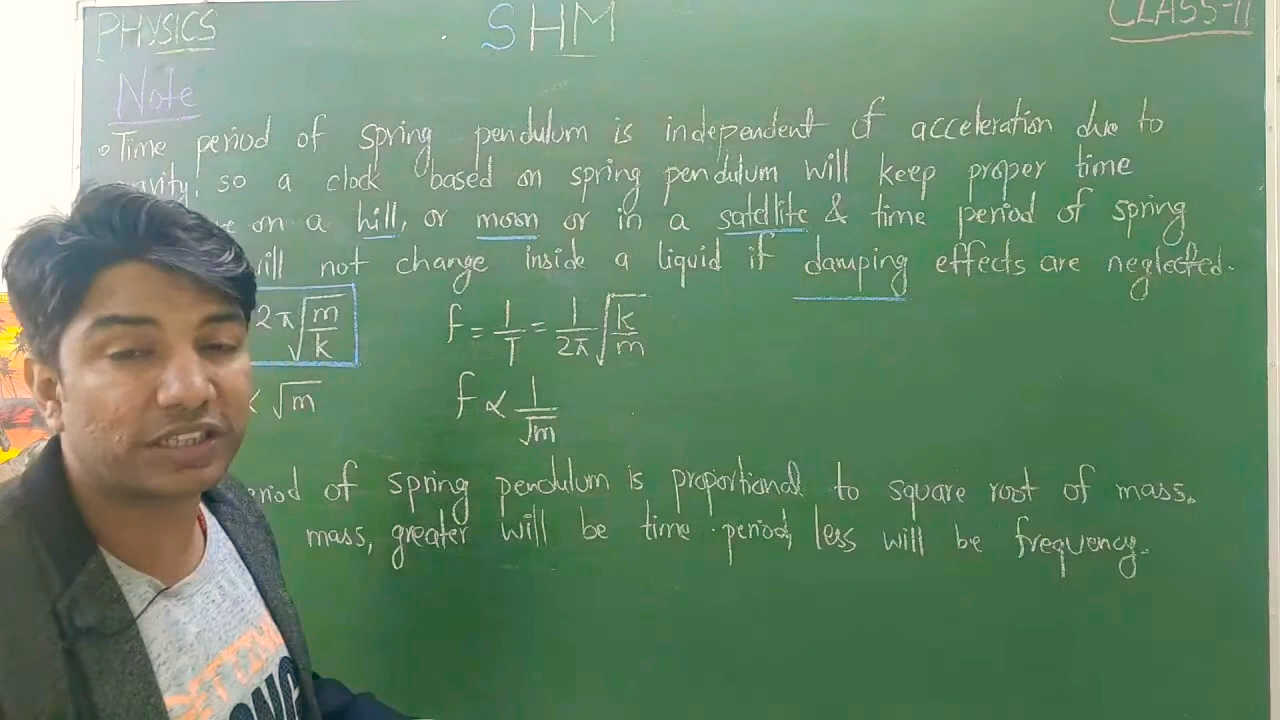 PHYSICS
SHM
CLASS-11
Note
Time period of spring pendulum is independent of acceleration due to
so a clock based on spring pendulum will keep proper time
on a hill, or moon or in a satellite & time period of spring
not change inside a liquid if damping effects are neglected.
2π√m/k
f = 1/T = 1/2π √k/m
√m
f ∝ 1/√m
of spring pendulum is proportional to square root of mass.
mass, greater will be time period, less will be frequency.